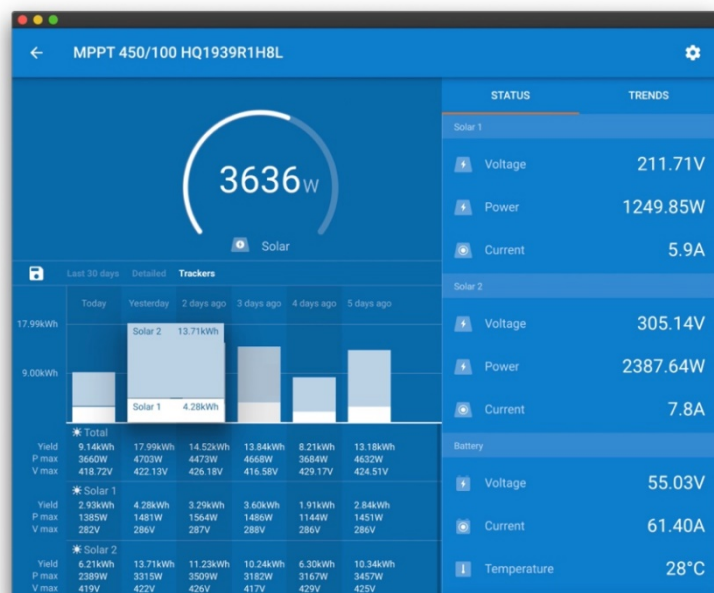 MPPT 450/100 HQ1939R1H8L
3636W
Solar
Last 30 days Detailed Trackers
Today Yesterday 2 days ago 3 days ago 4 days ago 5 days ago
17.99kWh
9.00kWh
Solar 2 13.71kWh
Solar 1 4.28kWh
Total
Yield 9.14kWh 17.99kWh 14.52kWh 13.84kWh 8.21kWh 13.18kWh
P max 3660W 4703W 4473W 4668W 3684W 4632W
V max 418.72V 422.13V 426.18V 416.58V 429.17V 424.51V
Solar 1
Yield 2.93kWh 4.28kWh 3.29kWh 3.60kWh 1.91kWh 2.84kWh
P max 1385W 1481W 1564W 1486W 1144W 1451W
V max 282V 286V 287V 288V 286V 286V
Solar 2
Yield 6.21kWh 13.71kWh 11.23kWh 10.24kWh 6.30kWh 10.34kWh
P max 2389W 3315W 3509W 3182W 3167W 3457W
V max 419V 422V 426V 417V 429V 425V
STATUS TRENDS
Solar 1
Voltage 211.71V
Power 1249.85W
Current 5.9A
Solar 2
Voltage 305.14V
Power 2387.64W
Current 7.8A
Battery
Voltage 55.03V
Current 61.40A
Temperature 28°C